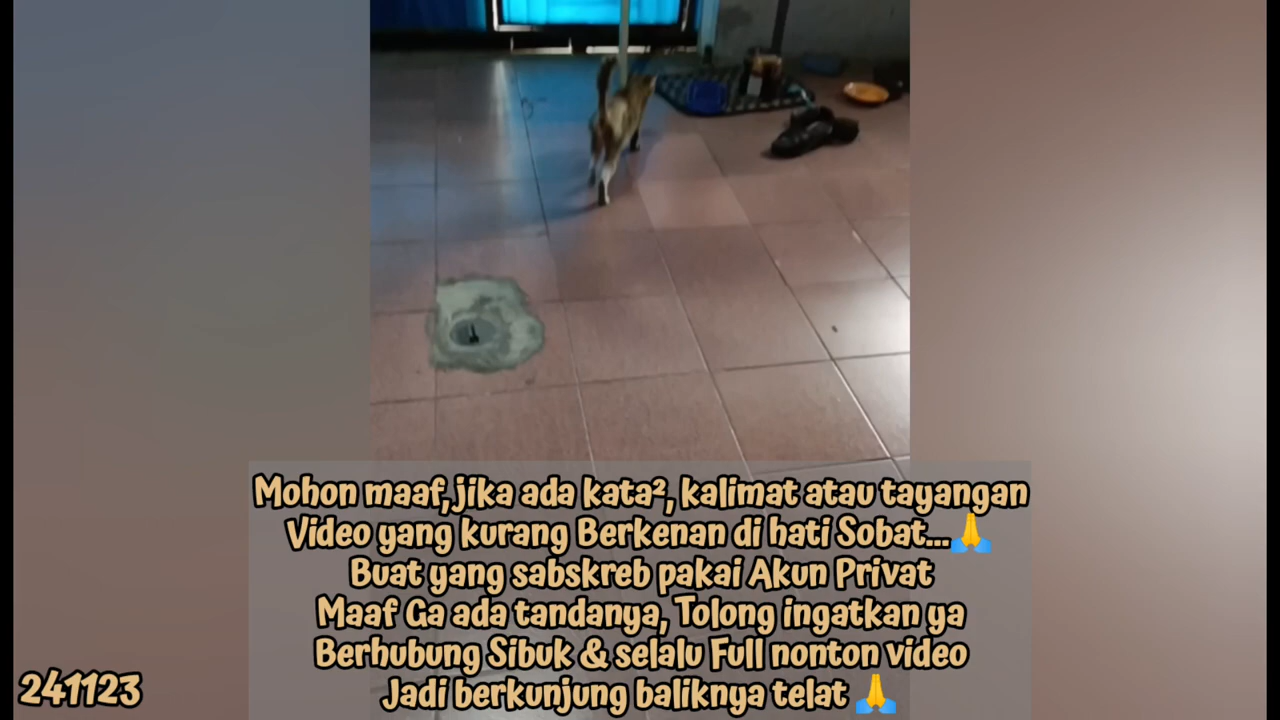 Mohon maaf,jika ada kata², kalimat atau tayangan
Video yang kurang Berkenan di hati Sobat...🙏
Buat yang sabskreb pakai Akun Privat
Maaf Ga ada tandanya, Tolong ingatkan ya
Berhubung Sibuk & selalu Full nonton video
Jadi berkunjung baliknya telat 🙏
241123